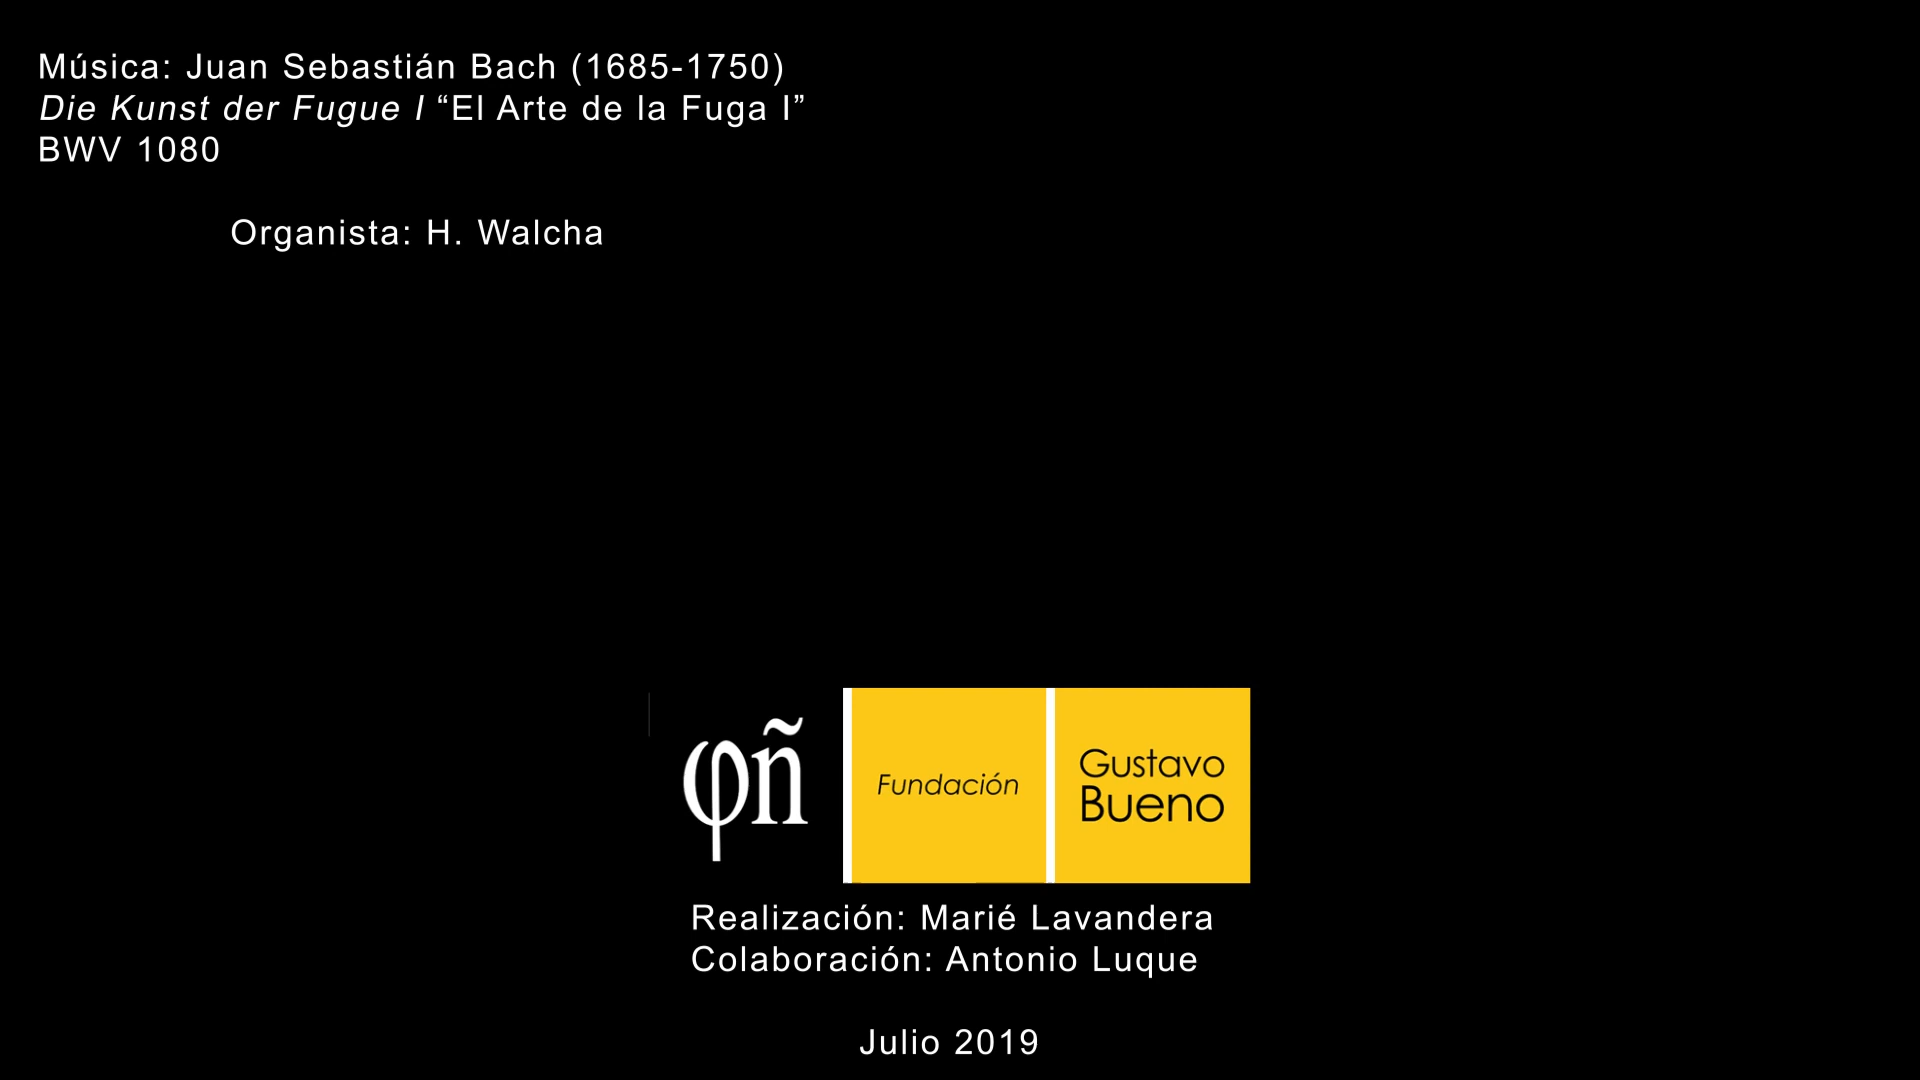 Música: Juan Sebastián Bach (1685-1750)
Die Kunst der Fugue I “El Arte de la Fuga I”
BWV 1080
Organista: H. Walcha
φñ
Fundación
Gustavo
Bueno
Realización: Marié Lavandera
Colaboración: Antonio Luque
Julio 2019